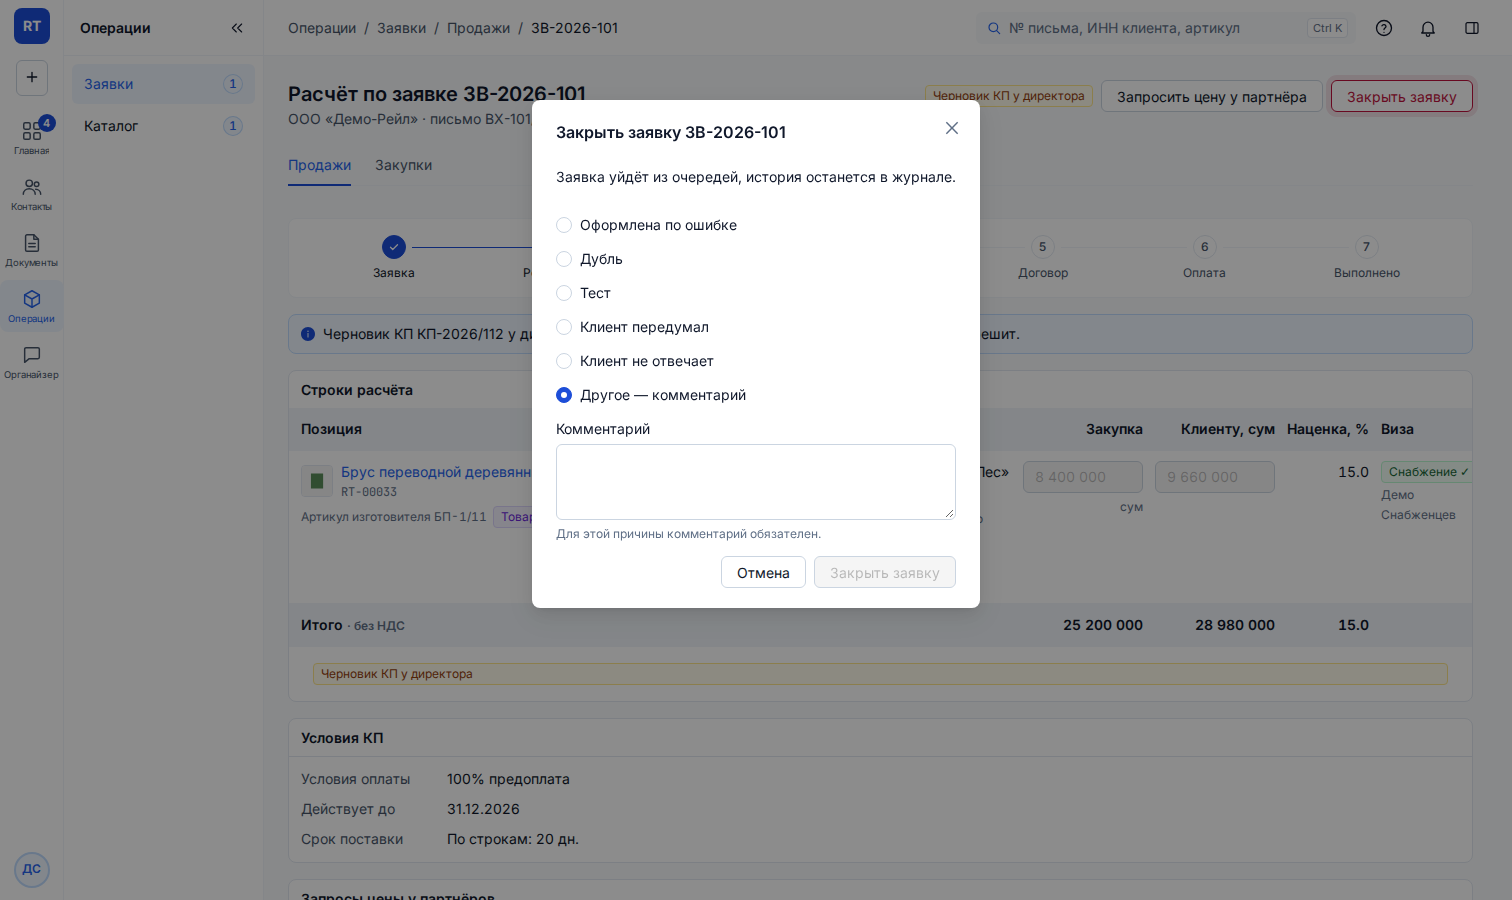 RT
Операции
Операции / Заявки / Продажи / ЗВ-2026-101
№ письма, ИНН клиента, артикул
Ctrl K
Заявки 1
Каталог 1
4
Главная
Контакты
Документы
Операции
Органайзер
ДС
Расчёт по заявке ЗВ-2026-101
ООО «Демо-Рейл» · письмо ВХ-101
Черновик КП у директора
Запросить цену у партнёра
Закрыть заявку
Продажи Закупки
Заявка
5
Договор
6
Оплата
7
Выполнено
Черновик КП КП-2026/112 у
Строки расчёта
Позиция
Закупка
Клиенту, сум
Наценка, %
Виза
Брус переводной
RT-00033
Артикул изготовителя БП-1/11
8 400 000
сум
9 660 000
15.0
Снабжение ✓
Демо
Снабженцев
Итого · без НДС
25 200 000
28 980 000
15.0
Черновик КП у директора
Условия КП
Условия оплаты 100% предоплата
Действует до 31.12.2026
Срок поставки По строкам: 20 дн.
Запросы цены у партнёров
Закрыть заявку ЗВ-2026-101
Заявка уйдёт из очередей, история останется в журнале.
Оформлена по ошибке
Дубль
Тест
Клиент передумал
Клиент не отвечает
Другое — комментарий
Комментарий
Для этой причины комментарий обязателен.
Отмена
Закрыть заявку